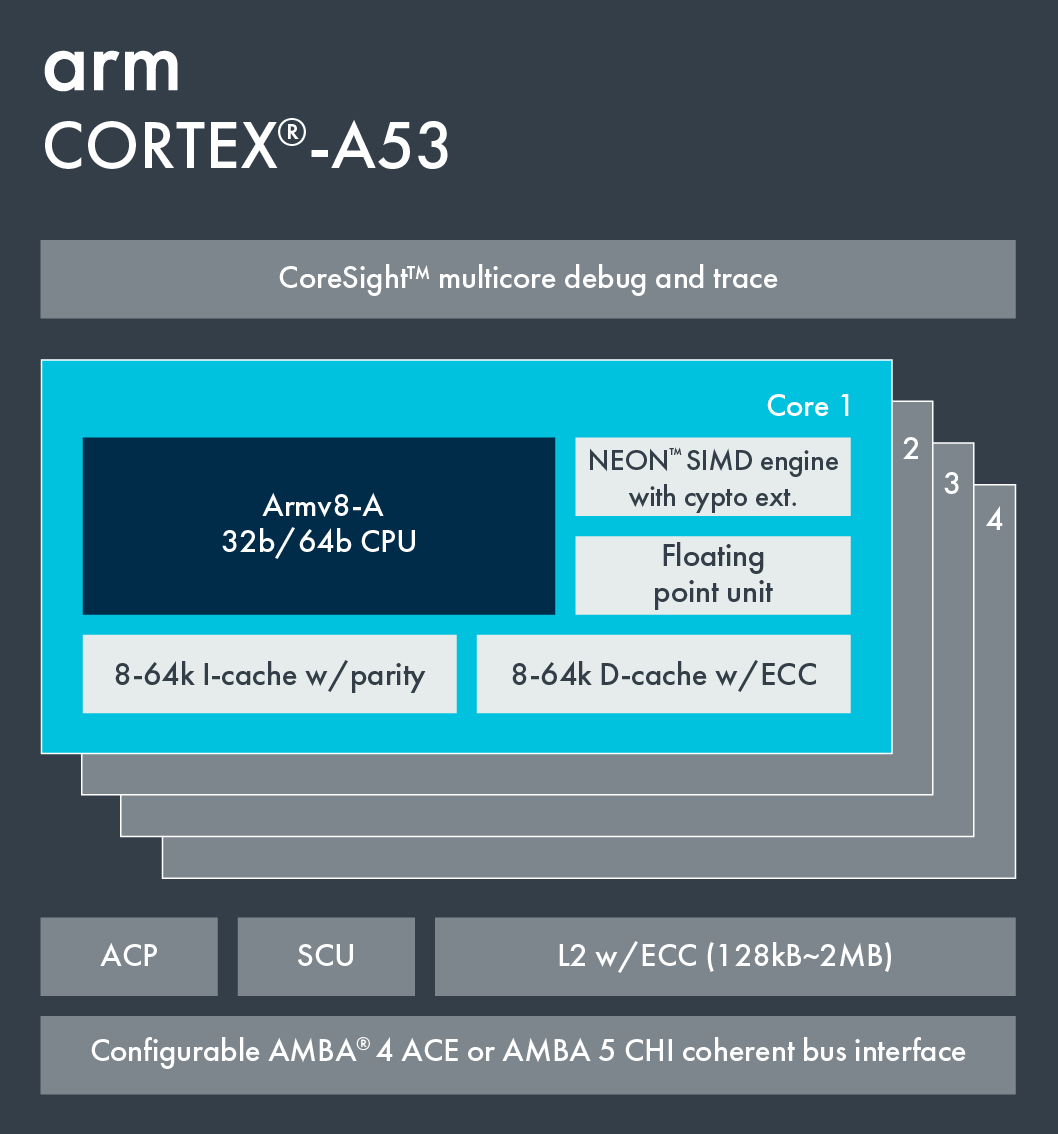 arm
CORTEX®-A53
CoreSight™ multicore debug and trace
Core 1
2
3
4
Armv8-A
32b/64b CPU
NEON™ SIMD engine
with cypto ext.
Floating
point unit
8-64k I-cache w/parity
8-64k D-cache w/ECC
ACP
SCU
L2 w/ECC (128kB~2MB)
Configurable AMBA® 4 ACE or AMBA 5 CHI coherent bus interface